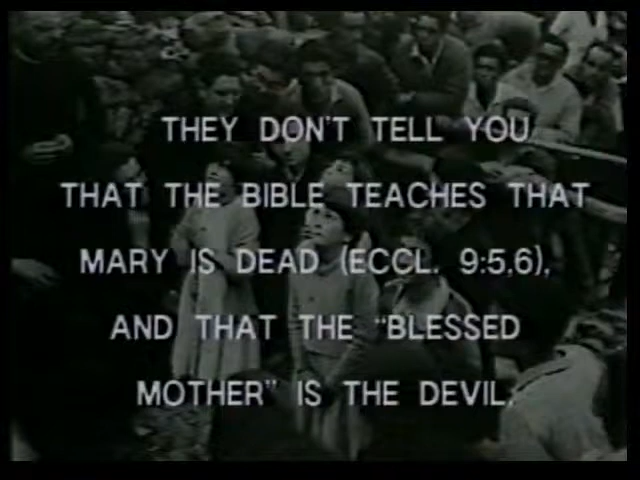 THEY DON'T TELL YOU
THAT THE BIBLE TEACHES THAT
MARY IS DEAD (ECCL. 9:5,6),
AND THAT THE "BLESSED
MOTHER" IS THE DEVIL.